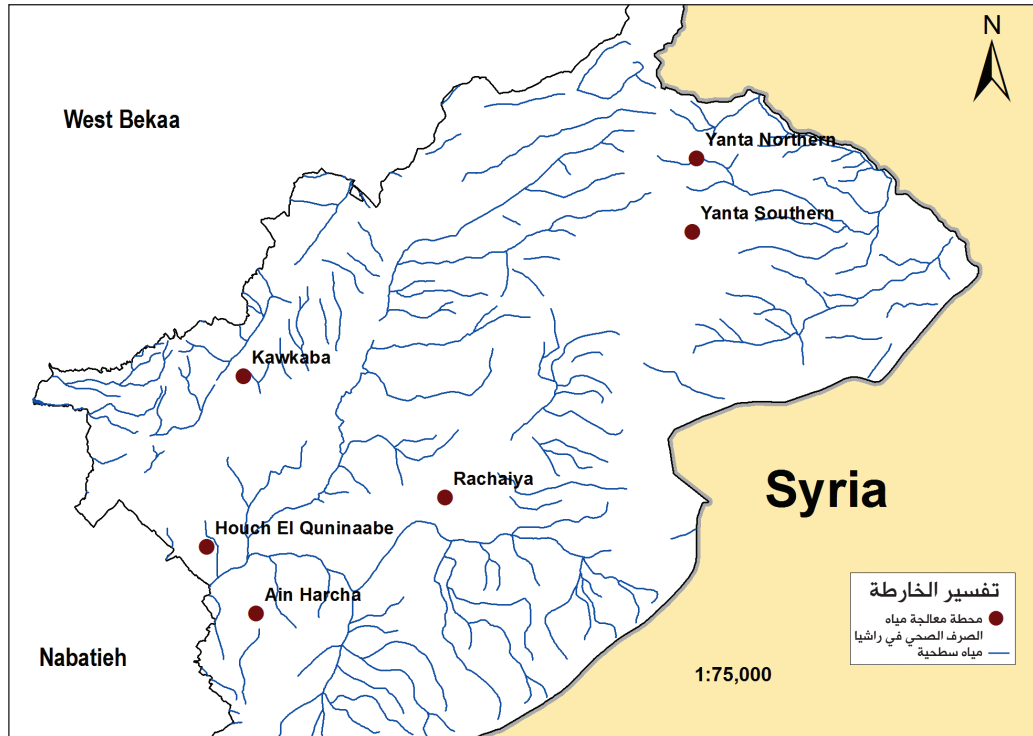 N
West Bekaa
Yanta Northern
Yanta Southern
Kawkaba
Rachaiya
Syria
Houch El Quninaabe
Ain Harcha
Nabatieh
1:75,000
تفسير الخارطة
محطة معالجة مياه
الصرف الصحي في راشيا
مياه سطحية